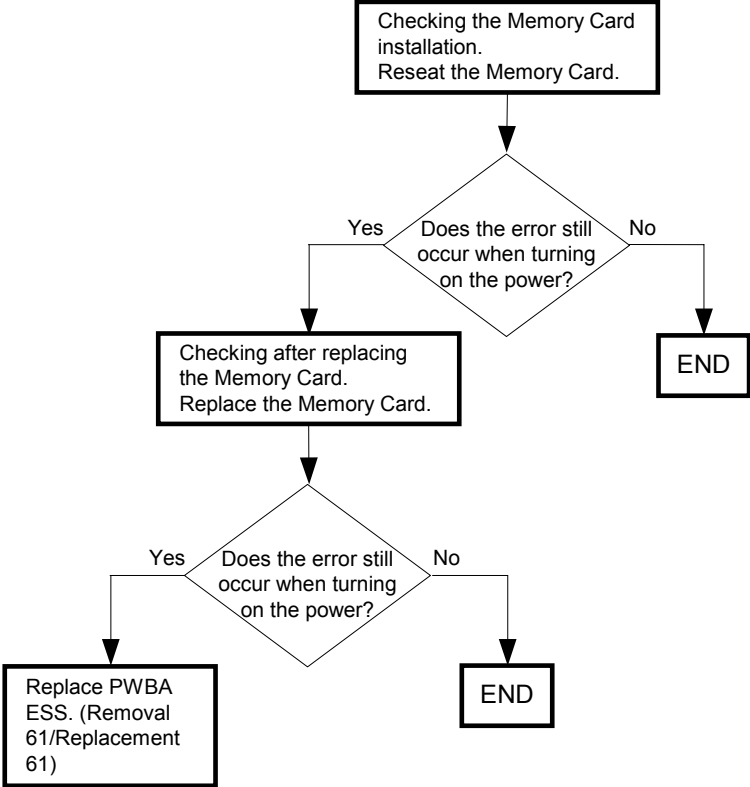 Checking the Memory Card
installation.
Reseat the Memory Card.
Yes
Does the error still
occur when turning
on the power?
No
END
Checking after replacing
the Memory Card.
Replace the Memory Card.
Yes
Does the error still
occur when turning
on the power?
No
Replace PWBA
ESS. (Removal
61/Replacement
61)
END